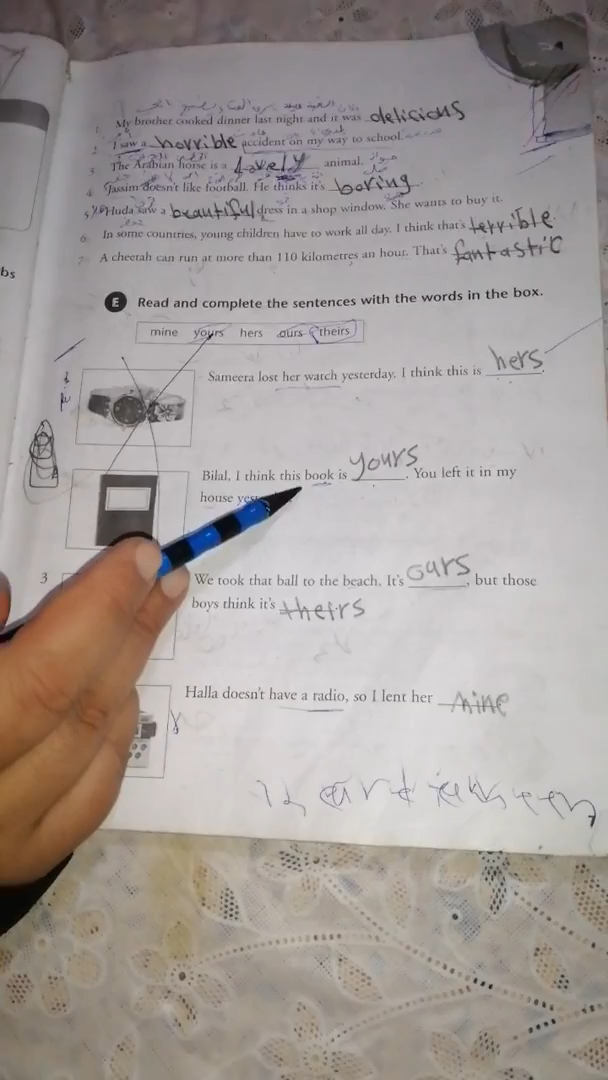 My brother cooked dinner last night and it was delicious
2 I saw a horrible accident on my way to school.
3 The Arabian horse is a lovely animal.
4 Jassim doesn't like football. He thinks it's boring
5 Huda saw a beautiful dress in a shop window. She wants to buy it.
6 In some countries, young children have to work all day. I think that's terrible.
7 A cheetah can run at more than 110 kilometres an hour. That's fantastic
bs
E Read and complete the sentences with the words in the box.
mine yours hers ours theirs
Sameera lost her watch yesterday. I think this is hers.
Bilal, I think this book is yours. You left it in my
house
3 We took that ball to the beach. It's ours, but those
boys think it's theirs
Halla doesn't have a radio, so I lent her mine